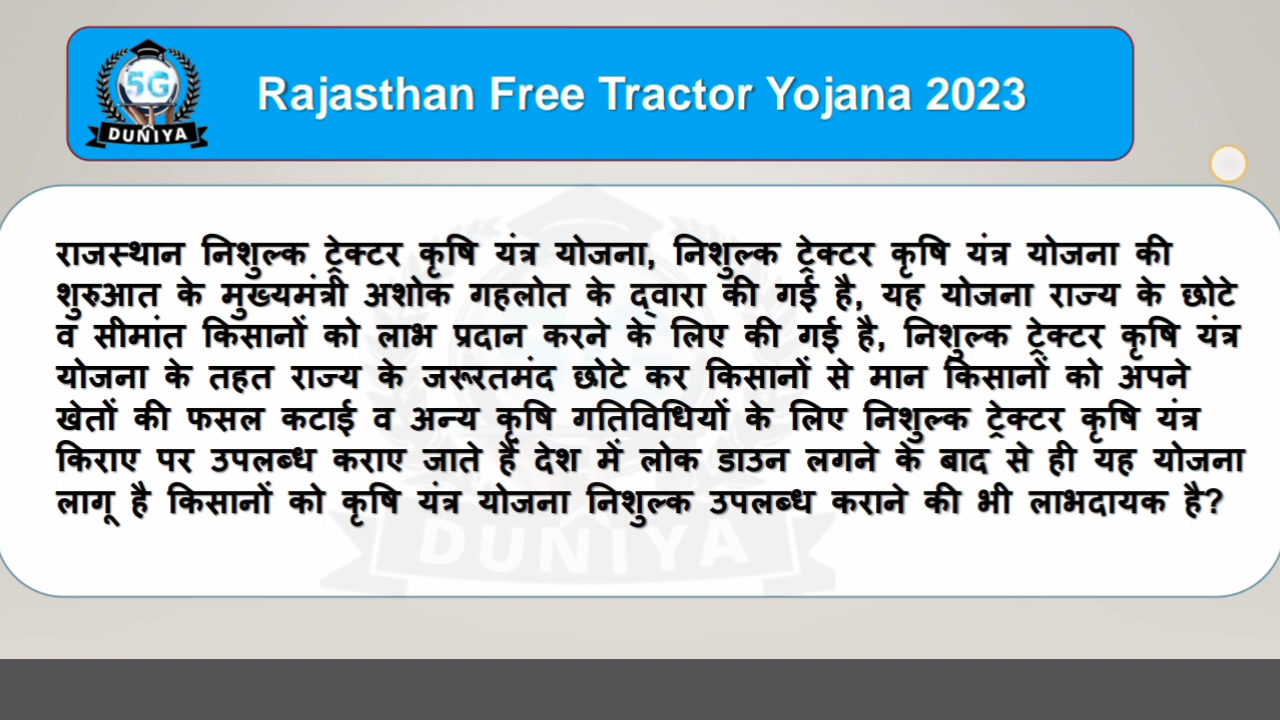 5G
DUNIYA
Rajasthan Free Tractor Yojana 2023
राजस्थान निशुल्क ट्रेक्टर कृषि यंत्र योजना, निशुल्क ट्रेक्टर कृषि यंत्र योजना की
शुरुआत के मुख्यमंत्री अशोक गहलोत के द्वारा की गई है, यह योजना राज्य के छोटे
व सीमांत किसानों को लाभ प्रदान करने के लिए की गई है, निशुल्क ट्रेक्टर कृषि यंत्र
योजना के तहत राज्य के जरूरतमंद छोटे कर किसानों से मान किसानों को अपने
खेतों की फसल कटाई व अन्य कृषि गतिविधियों के लिए निशुल्क ट्रेक्टर कृषि यंत्र
किराए पर उपलब्ध कराए जाते हैं देश में लोक डाउन लगने के बाद से ही यह योजना
लागू है किसानों को कृषि यंत्र योजना निशुल्क उपलब्ध कराने की भी लाभदायक है?
DUNIYA